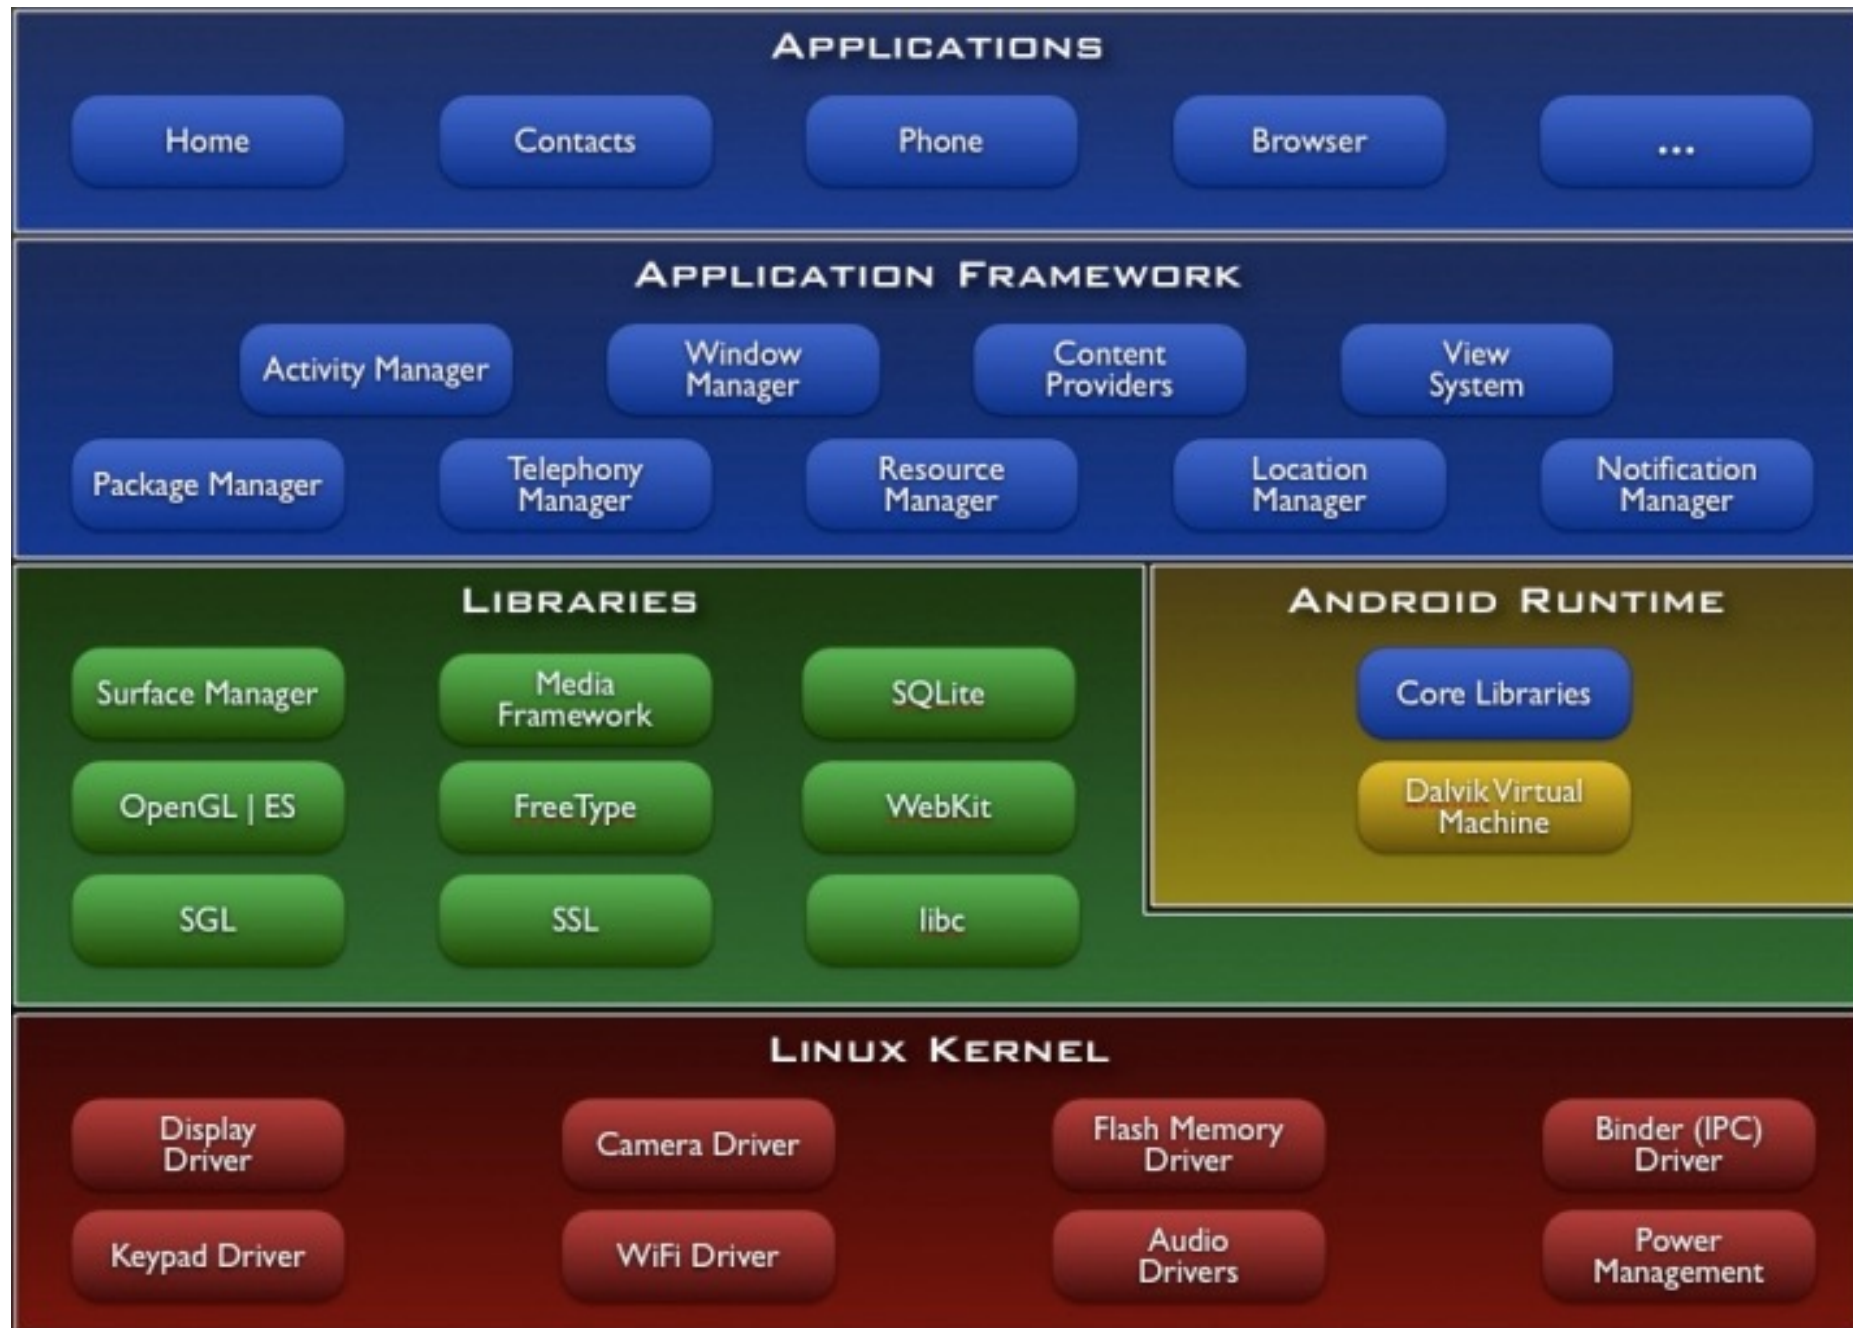 APPLICATIONS
Home
Contacts
Phone
Browser
...
APPLICATION FRAMEWORK
Activity Manager
Window
Manager
Content
Providers
View
System
Package Manager
Telephony
Manager
Resource
Manager
Location
Manager
Notification
Manager
LIBRARIES
Surface Manager
Media
Framework
SQLite
OpenGL | ES
FreeType
WebKit
SGL
SSL
libc
ANDROID RUNTIME
Core Libraries
Dalvik Virtual
Machine
LINUX KERNEL
Display
Driver
Camera Driver
Flash Memory
Driver
Binder (IPC)
Driver
Keypad Driver
WiFi Driver
Audio
Drivers
Power
Management